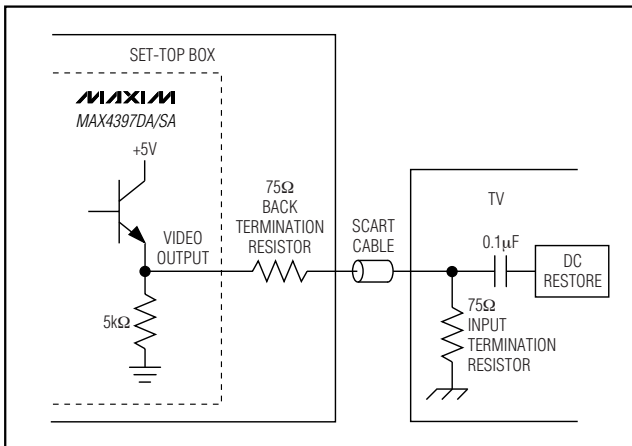 SET-TOP BOX
MAXIM
MAX4397DA/SA
+5V
VIDEO
OUTPUT
5kΩ
75Ω
BACK
TERMINATION
RESISTOR
SCART
CABLE
TV
0.1µF
DC
RESTORE
75Ω
INPUT
TERMINATION
RESISTOR